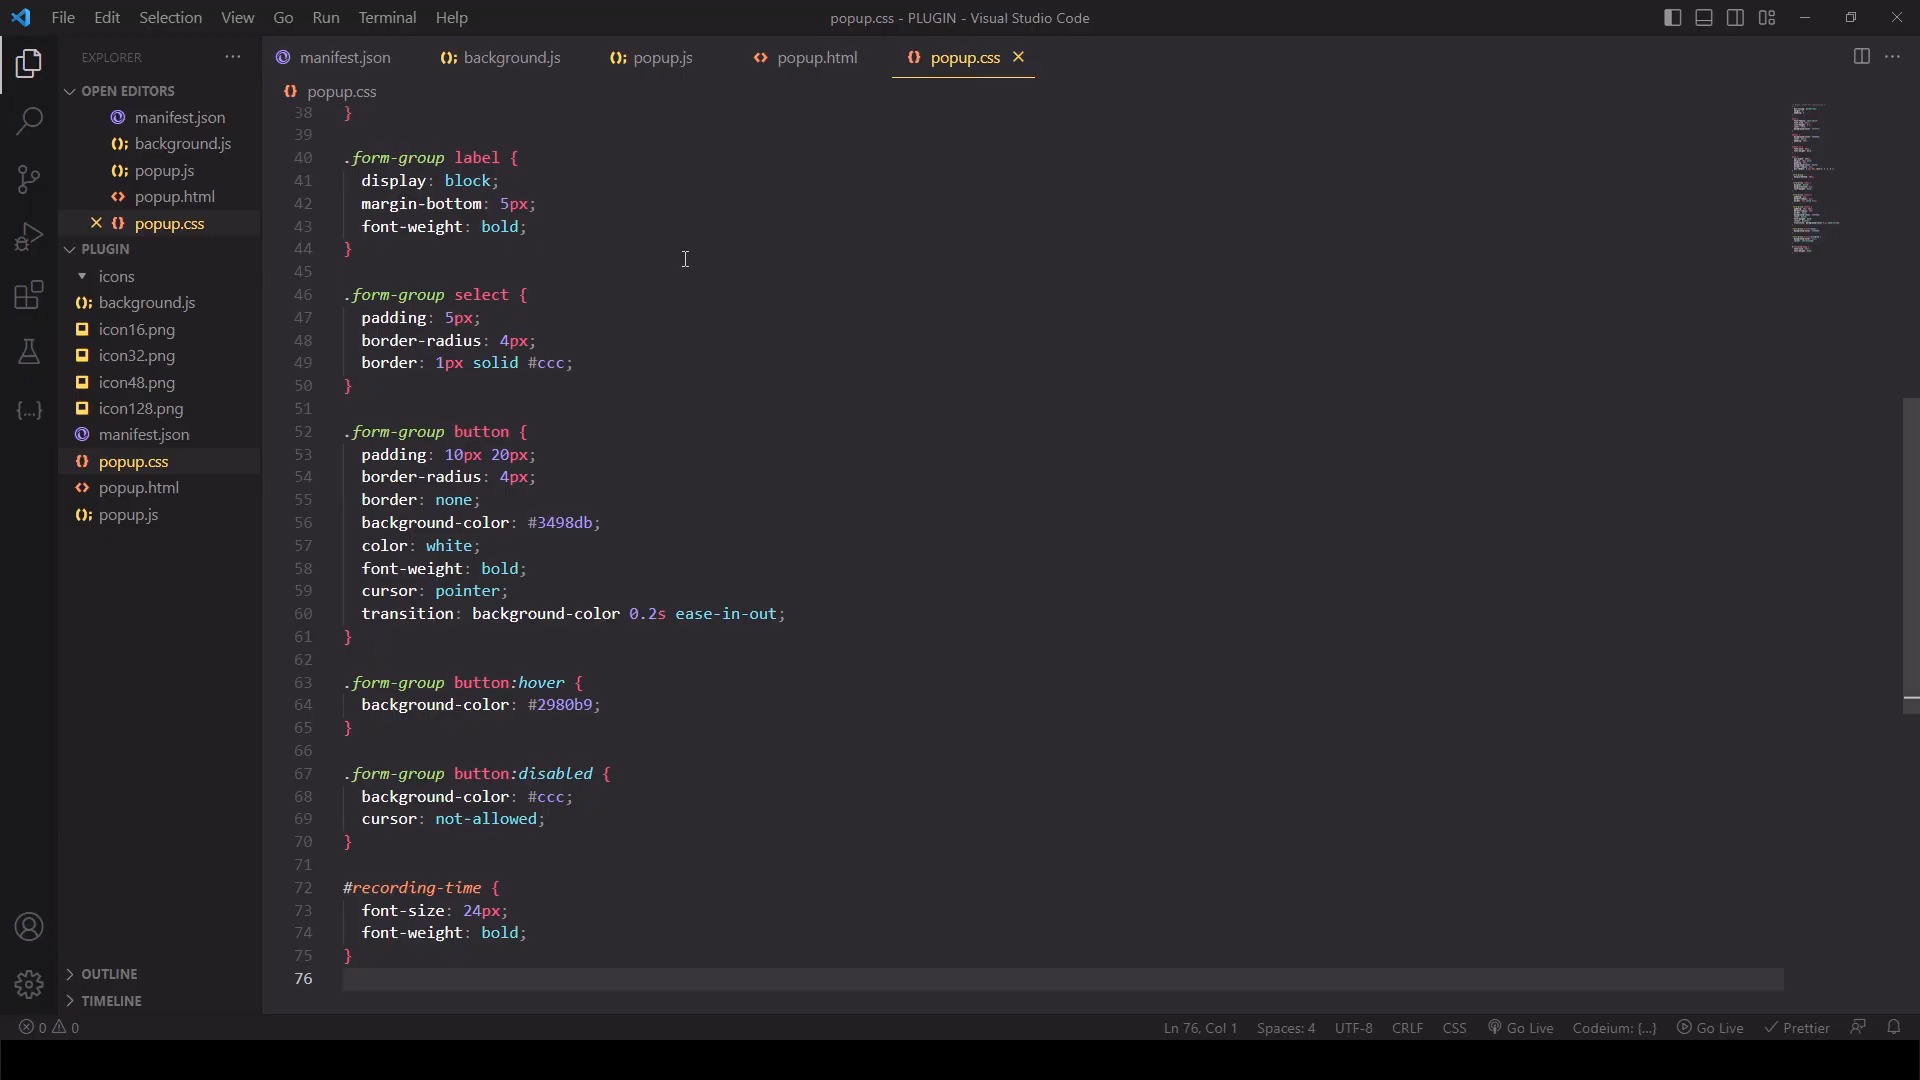 File Edit Selection View Go Run Terminal Help
popup.css - PLUGIN - Visual Studio Code
EXPLORER
OPEN EDITORS
manifest.json
background.js
popup.js
popup.html
popup.css
PLUGIN
icons
background.js
icon16.png
icon32.png
icon48.png
icon128.png
manifest.json
popup.css
popup.html
popup.js
OUTLINE
TIMELINE
manifest.json background.js popup.js popup.html popup.css
popup.css
38 }
39
40 .form-group label {
41 display: block;
42 margin-bottom: 5px;
43 font-weight: bold;
44 }
45
46 .form-group select {
47 padding: 5px;
48 border-radius: 4px;
49 border: 1px solid #ccc;
50 }
51
52 .form-group button {
53 padding: 10px 20px;
54 border-radius: 4px;
55 border: none;
56 background-color: #3498db;
57 color: white;
58 font-weight: bold;
59 cursor: pointer;
60 transition: background-color 0.2s ease-in-out;
61 }
62
63 .form-group button:hover {
64 background-color: #2980b9;
65 }
66
67 .form-group button:disabled {
68 background-color: #ccc;
69 cursor: not-allowed;
70 }
71
72 #recording-time {
73 font-size: 24px;
74 font-weight: bold;
75 }
76
0 0 Ln 76, Col 1 Spaces: 4 UTF-8 CRLF CSS Go Live Codeium: {...} Go Live Prettier